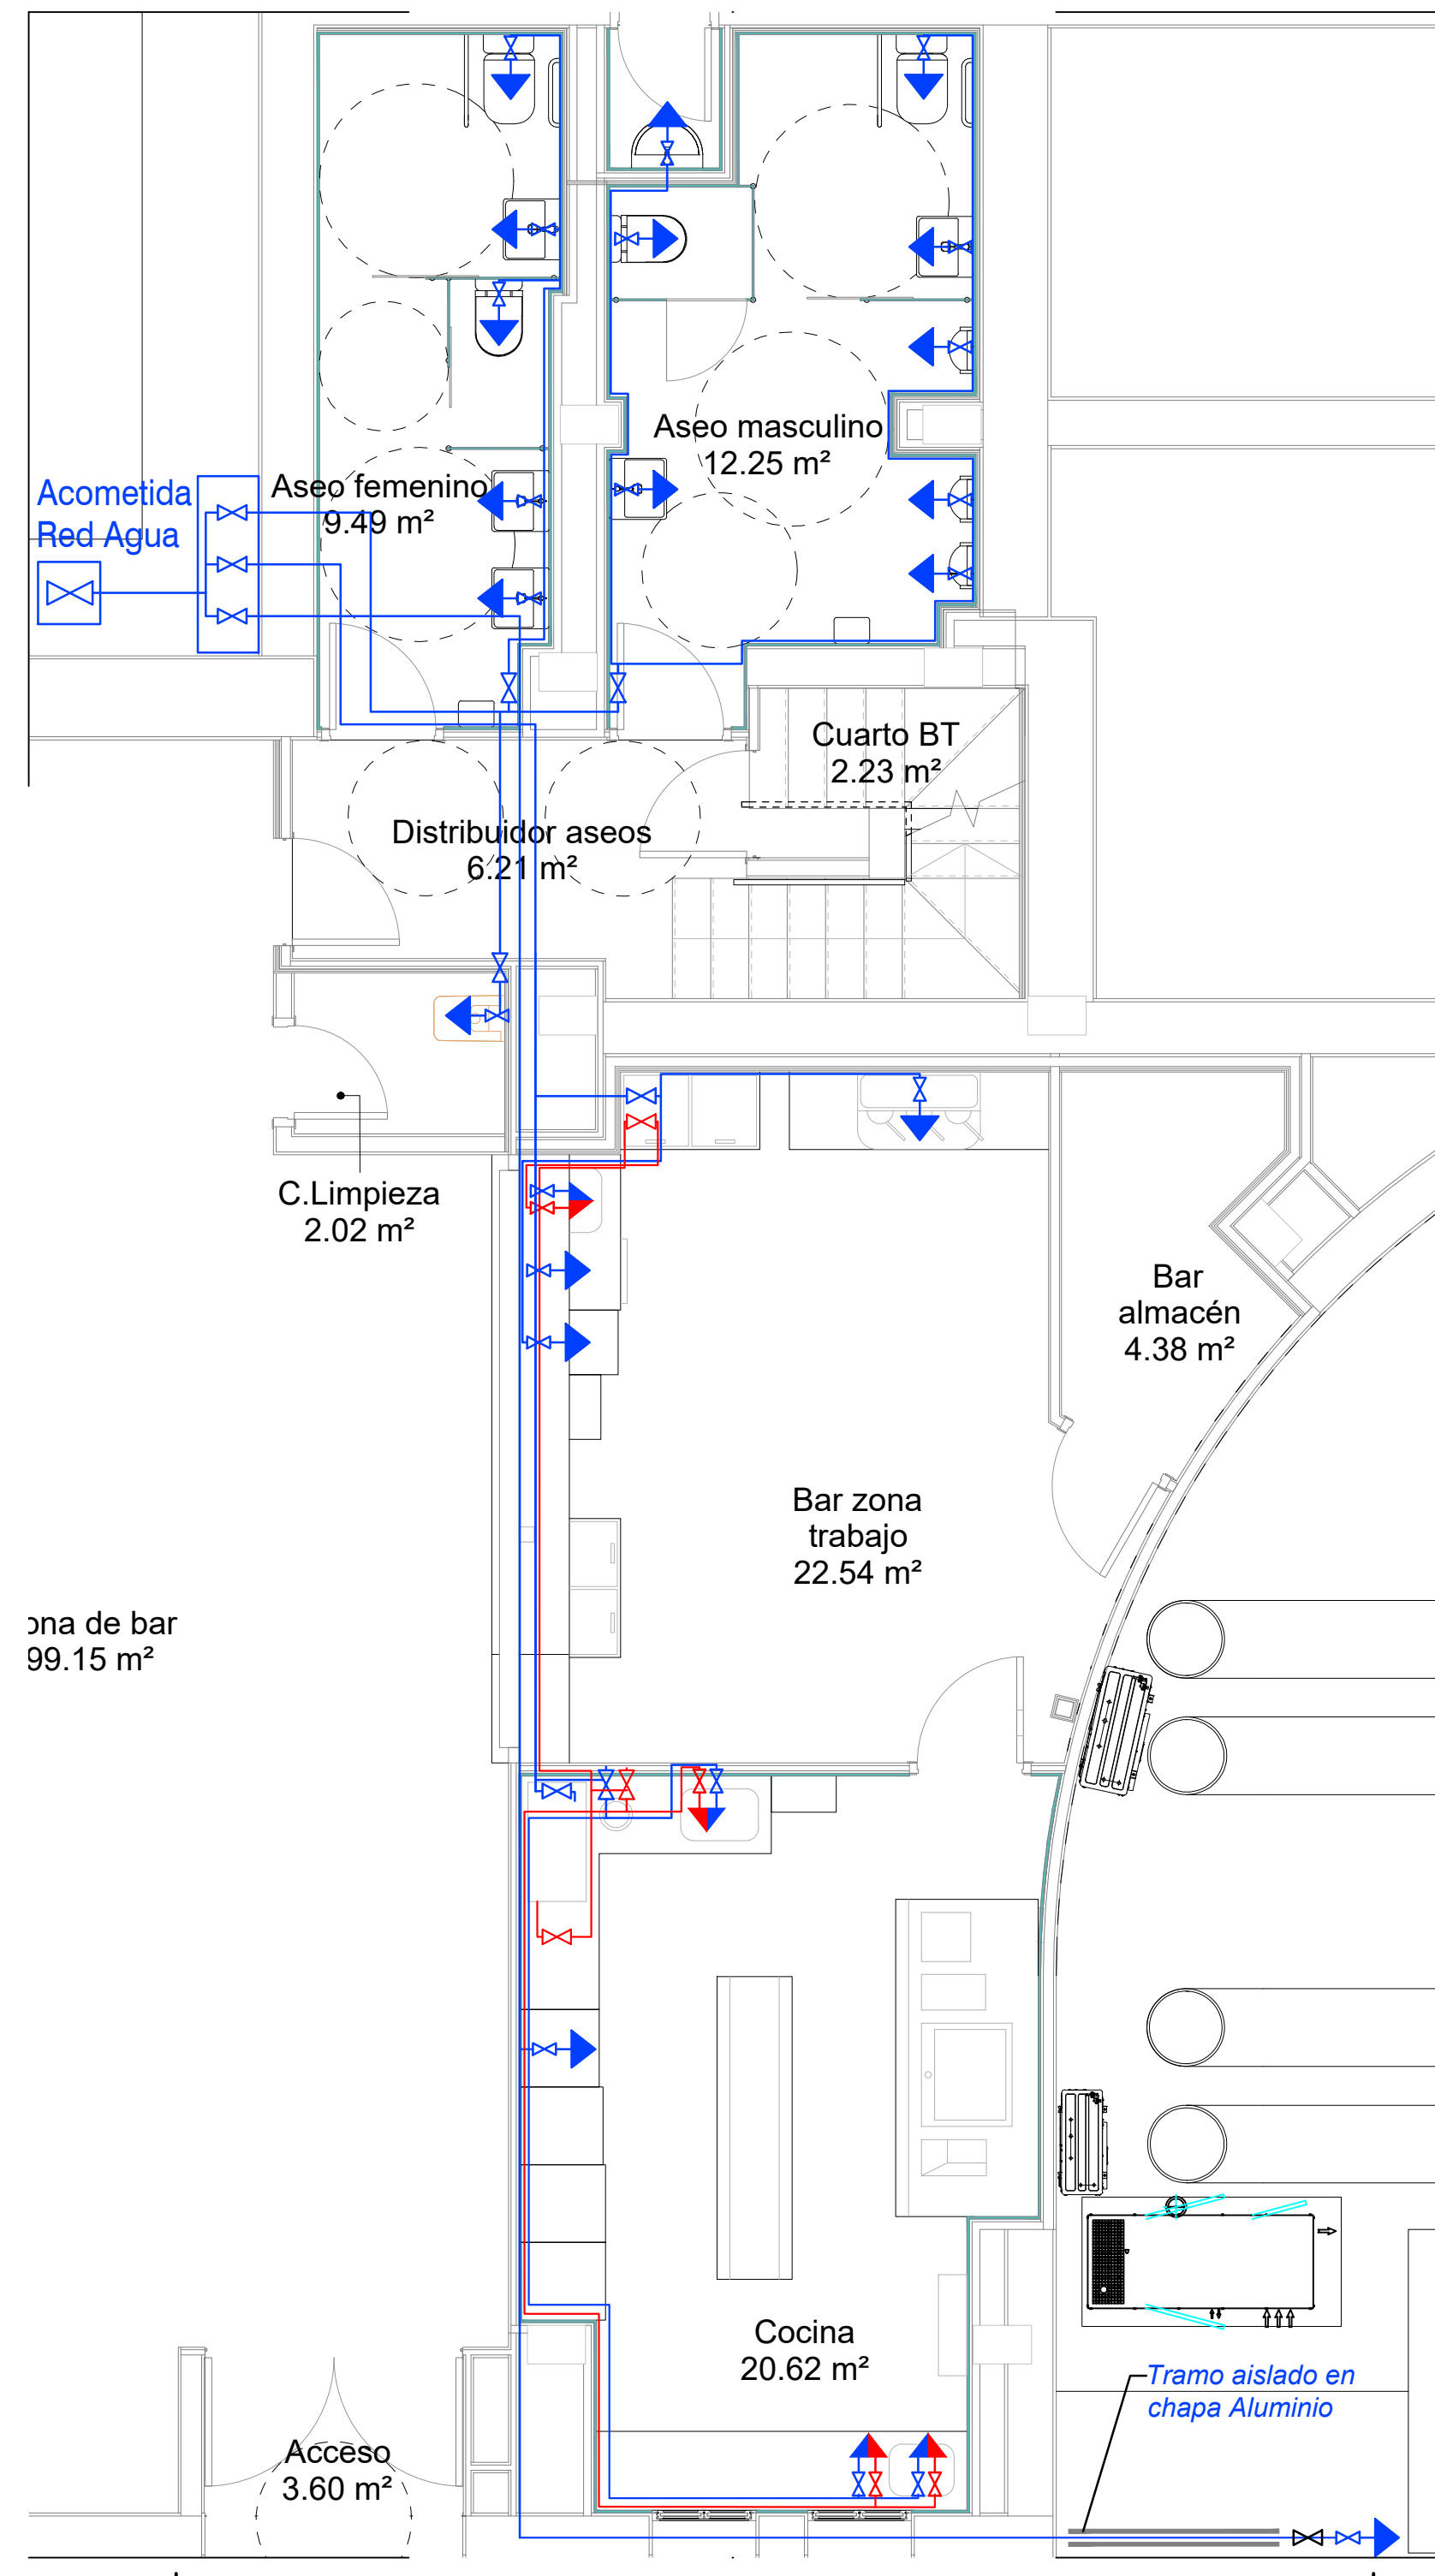 Aseo masculino
12.25 m²
Acometida
Red Agua
Aseo femenino
9.49 m²
Cuarto BT
2.23 m²
Distribuidor aseos
6.21 m²
C.Limpieza
2.02 m²
Bar
almacén
4.38 m²
Bar zona
trabajo
22.54 m²
ona de bar
99.15 m²
Cocina
20.62 m²
Tramo aislado en
chapa Aluminio
Acceso
3.60 m²